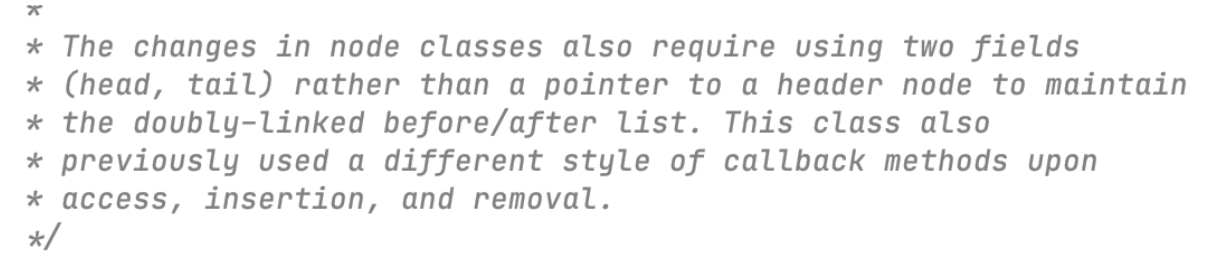 *
* The changes in node classes also require using two fields
* (head, tail) rather than a pointer to a header node to maintain
* the doubly-linked before/after list. This class also
* previously used a different style of callback methods upon
* access, insertion, and removal.
*/